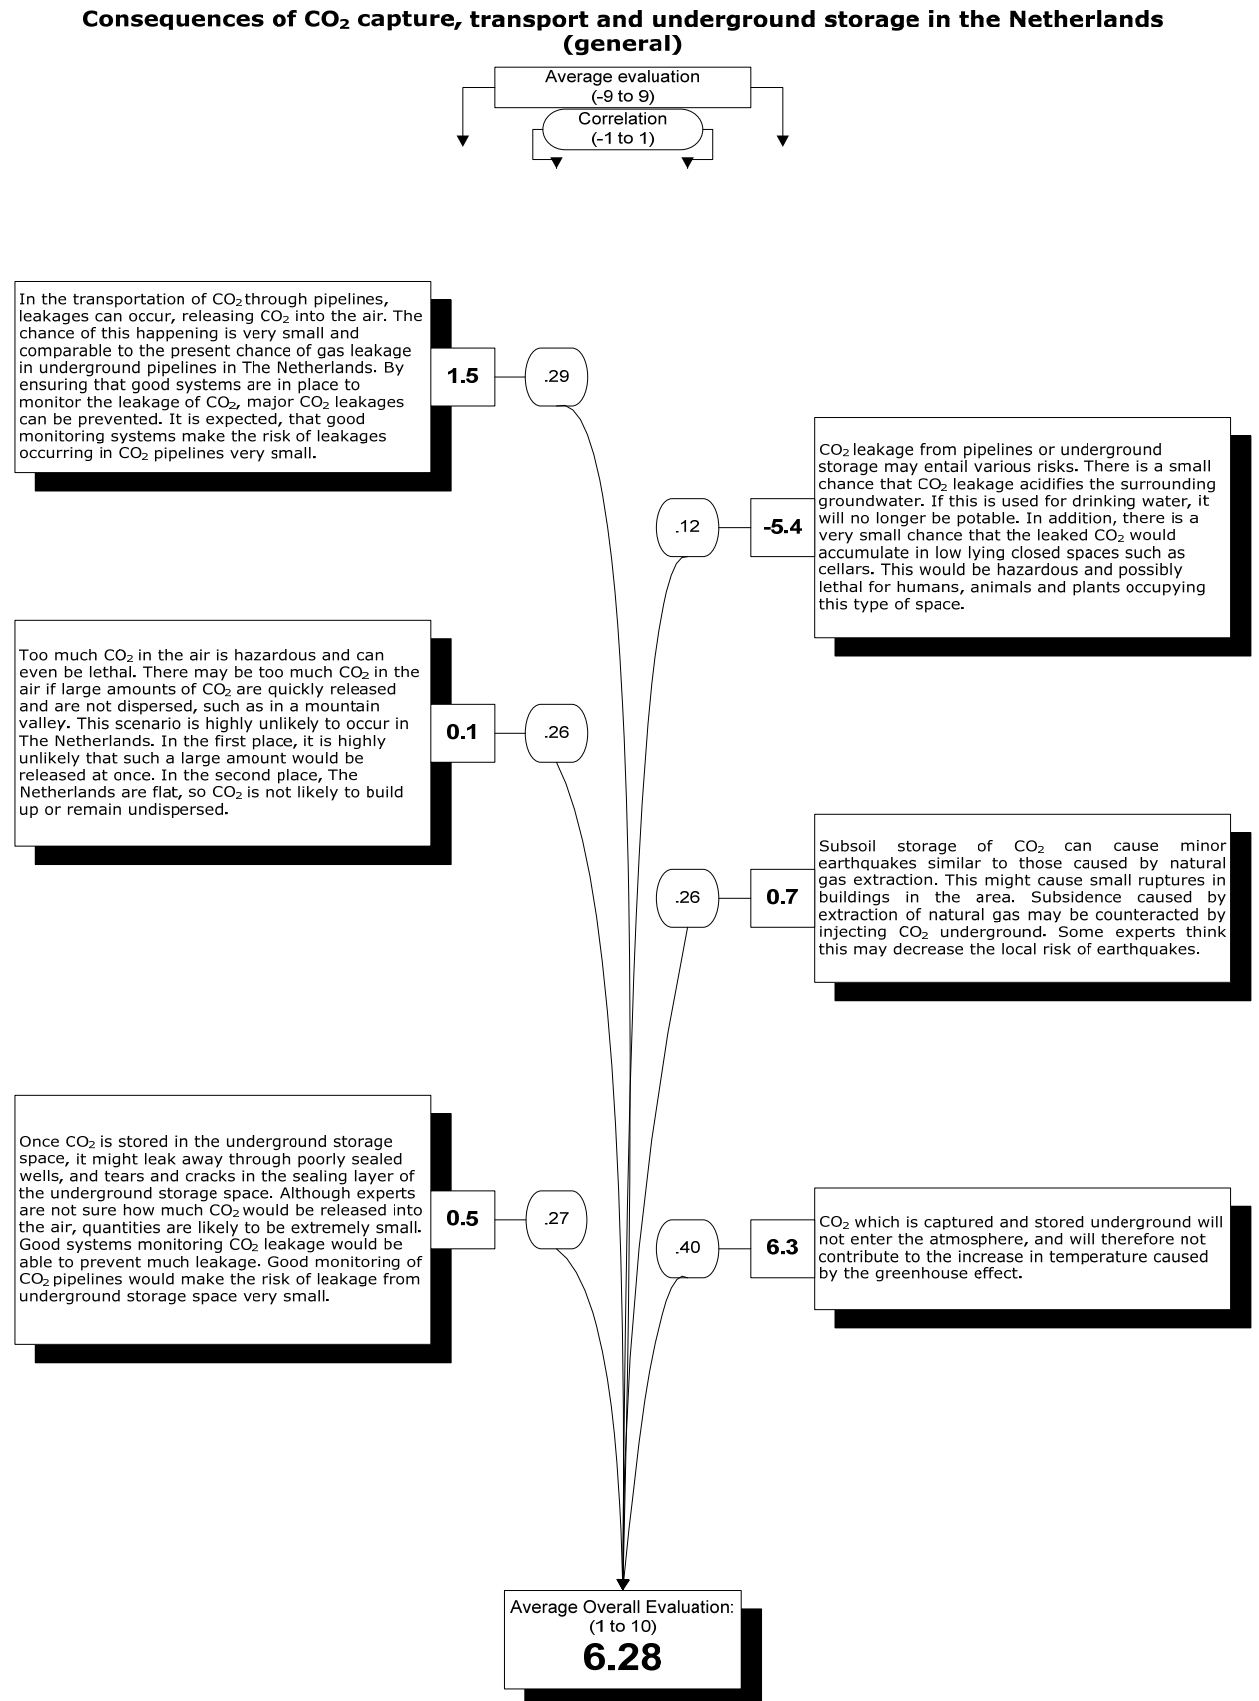 Consequences of CO₂ capture, transport and underground storage in the Netherlands
(general)
Average evaluation
(-9 to 9)
Correlation
(-1 to 1)
In the transportation of CO₂ through pipelines,
leakages can occur, releasing CO₂ into the air. The
chance of this happening is very small and
comparable to the present chance of gas leakage
in underground pipelines in The Netherlands. By
ensuring that good systems are in place to
monitor the leakage of CO₂, major CO₂ leakages
can be prevented. It is expected, that good
monitoring systems make the risk of leakages
occurring in CO₂ pipelines very small.
1.5
.29
CO₂ leakage from pipelines or underground
storage may entail various risks. There is a small
chance that CO₂ leakage acidifies the surrounding
groundwater. If this is used for drinking water, it
will no longer be potable. In addition, there is a
very small chance that the leaked CO₂ would
accumulate in low lying closed spaces such as
cellars. This would be hazardous and possibly
lethal for humans, animals and plants occupying
this type of space.
.12
-5.4
Too much CO₂ in the air is hazardous and can
even be lethal. There may be too much CO₂ in the
air if large amounts of CO₂ are quickly released
and are not dispersed, such as in a mountain
valley. This scenario is highly unlikely to occur in
The Netherlands. In the first place, it is highly
unlikely that such a large amount would be
released at once. In the second place, The
Netherlands are flat, so CO₂ is not likely to build
up or remain undispersed.
0.1
.26
Subsoil storage of CO₂ can cause minor
earthquakes similar to those caused by natural
gas extraction. This might cause small ruptures in
buildings in the area. Subsidence caused by
extraction of natural gas may be counteracted by
injecting CO₂ underground. Some experts think
this may decrease the local risk of earthquakes.
.26
0.7
Once CO₂ is stored in the underground storage
space, it might leak away through poorly sealed
wells, and tears and cracks in the sealing layer of
the underground storage space. Although experts
are not sure how much CO₂ would be released into
the air, quantities are likely to be extremely small.
Good systems monitoring CO₂ leakage would be
able to prevent much leakage. Good monitoring of
CO₂ pipelines would make the risk of leakage from
underground storage space very small.
0.5
.27
CO₂ which is captured and stored underground will
not enter the atmosphere, and will therefore not
contribute to the increase in temperature caused
by the greenhouse effect.
.40
6.3
Average Overall Evaluation:
(1 to 10)
6.28